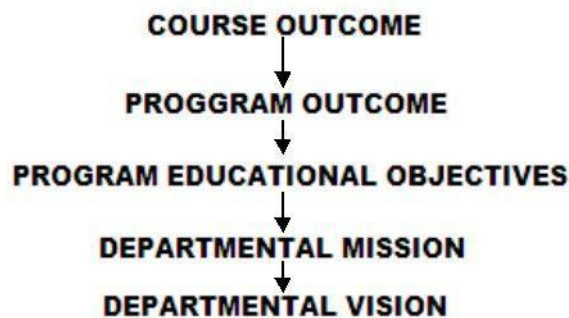 COURSE OUTCOME
PROGGRAM OUTCOME
PROGRAM EDUCATIONAL OBJECTIVES
DEPARTMENTAL MISSION
DEPARTMENTAL VISION